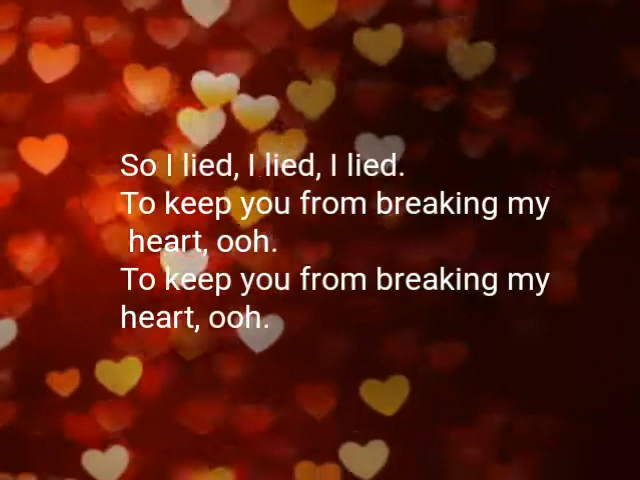 So I lied, I lied, I lied.
To keep you from breaking my
heart, ooh.
To keep you from breaking my
heart, ooh.